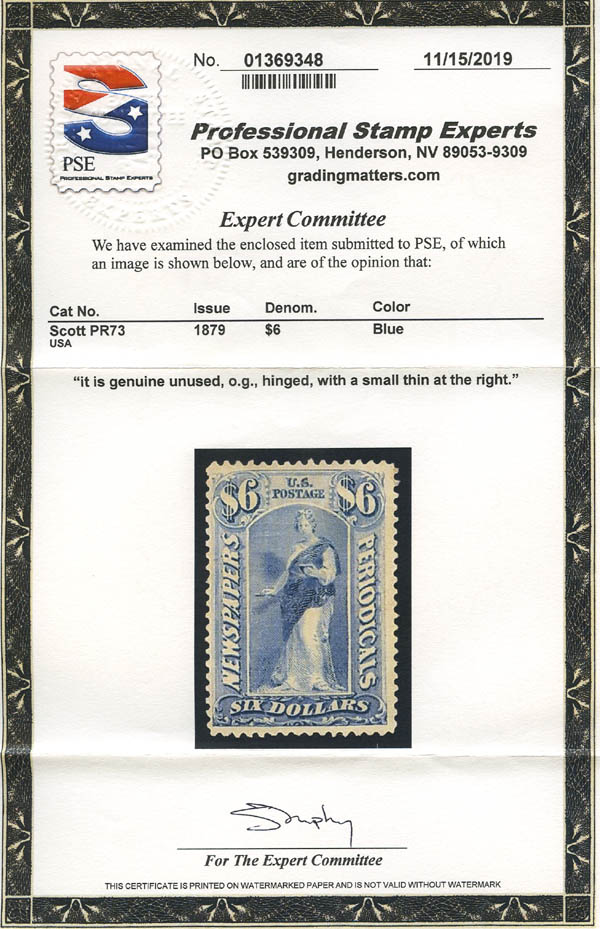 No. 01369348 11/15/2019
PSE
PROFESSIONAL STAMP EXPERTS
Professional Stamp Experts
PO Box 539309, Henderson, NV 89053-9309
gradingmatters.com
Expert Committee
We have examined the enclosed item submitted to PSE, of which
an image is shown below, and are of the opinion that:
Cat No. Issue Denom. Color
Scott PR73 1879 $6 Blue
USA
“it is genuine unused, o.g., hinged, with a small thin at the right.”
$6 U.S. POSTAGE $6
NEWSPAPERS
PERIODICALS
SIX DOLLARS
For The Expert Committee
THIS CERTIFICATE IS PRINTED ON WATERMARKED PAPER AND IS NOT VALID WITHOUT WATERMARK